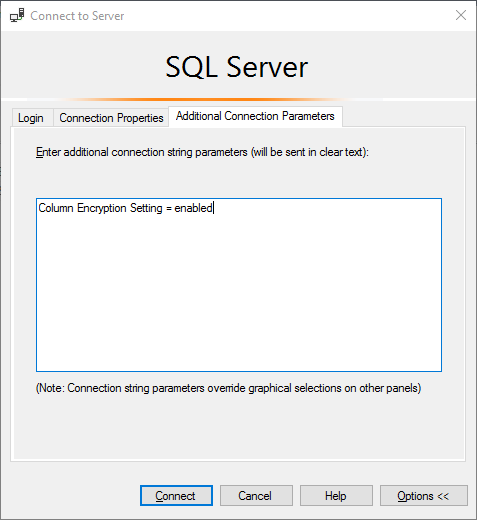 Connect to Server
SQL Server
Login Connection Properties Additional Connection Parameters
Enter additional connection string parameters (will be sent in clear text):
Column Encryption Setting = enabled
(Note: Connection string parameters override graphical selections on other panels)
Connect Cancel Help Options <<